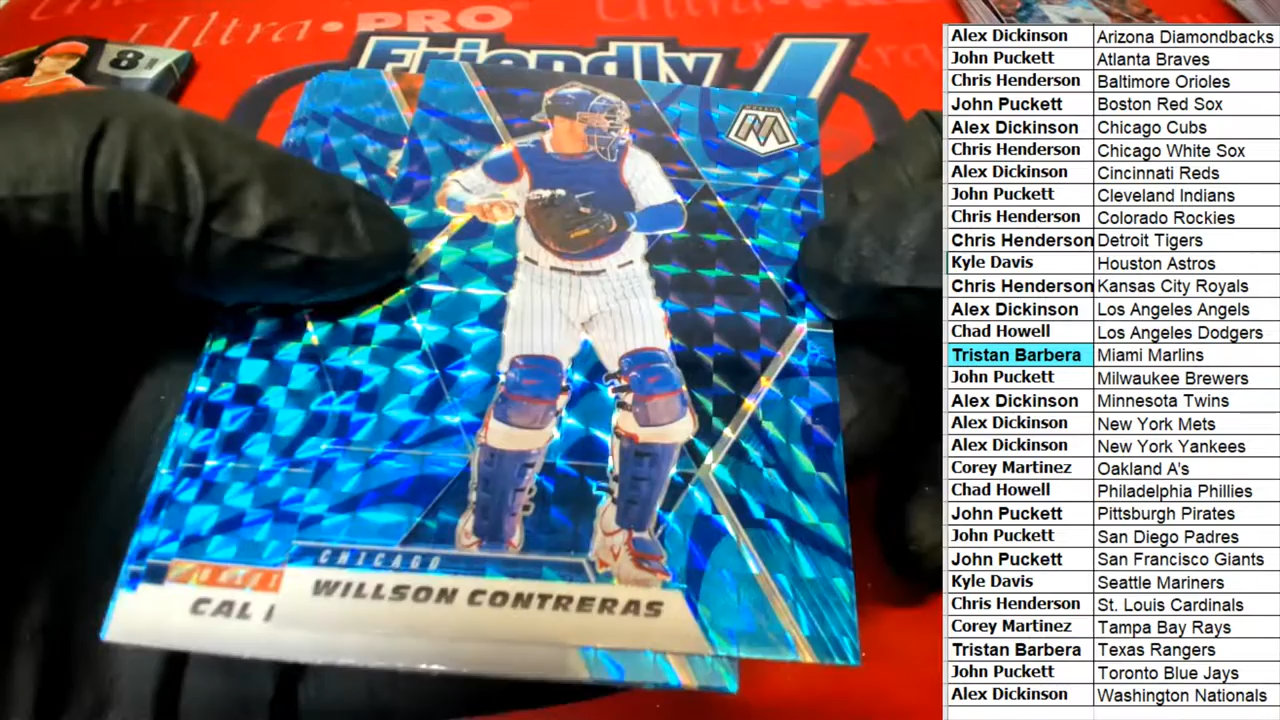 Ultra•PRO
Friendly
8
MOSAIC
CHICAGO
WILLSON CONTRERAS
CAL
Alex Dickinson Arizona Diamondbacks
John Puckett Atlanta Braves
Chris Henderson Baltimore Orioles
John Puckett Boston Red Sox
Alex Dickinson Chicago Cubs
Chris Henderson Chicago White Sox
Alex Dickinson Cincinnati Reds
John Puckett Cleveland Indians
Chris Henderson Colorado Rockies
Chris Henderson Detroit Tigers
Kyle Davis Houston Astros
Chris Henderson Kansas City Royals
Alex Dickinson Los Angeles Angels
Chad Howell Los Angeles Dodgers
Tristan Barbera Miami Marlins
John Puckett Milwaukee Brewers
Alex Dickinson Minnesota Twins
Alex Dickinson New York Mets
Alex Dickinson New York Yankees
Corey Martinez Oakland A's
Chad Howell Philadelphia Phillies
John Puckett Pittsburgh Pirates
John Puckett San Diego Padres
John Puckett San Francisco Giants
Kyle Davis Seattle Mariners
Chris Henderson St. Louis Cardinals
Corey Martinez Tampa Bay Rays
Tristan Barbera Texas Rangers
John Puckett Toronto Blue Jays
Alex Dickinson Washington Nationals